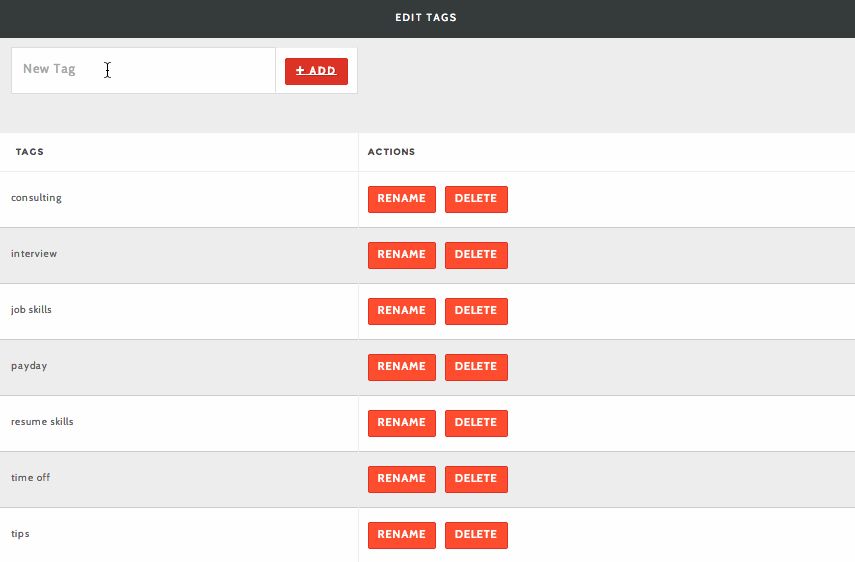 EDIT TAGS
New Tag + ADD
TAGS ACTIONS
consulting RENAME DELETE
interview RENAME DELETE
job skills RENAME DELETE
payday RENAME DELETE
resume skills RENAME DELETE
time off RENAME DELETE
tips RENAME DELETE